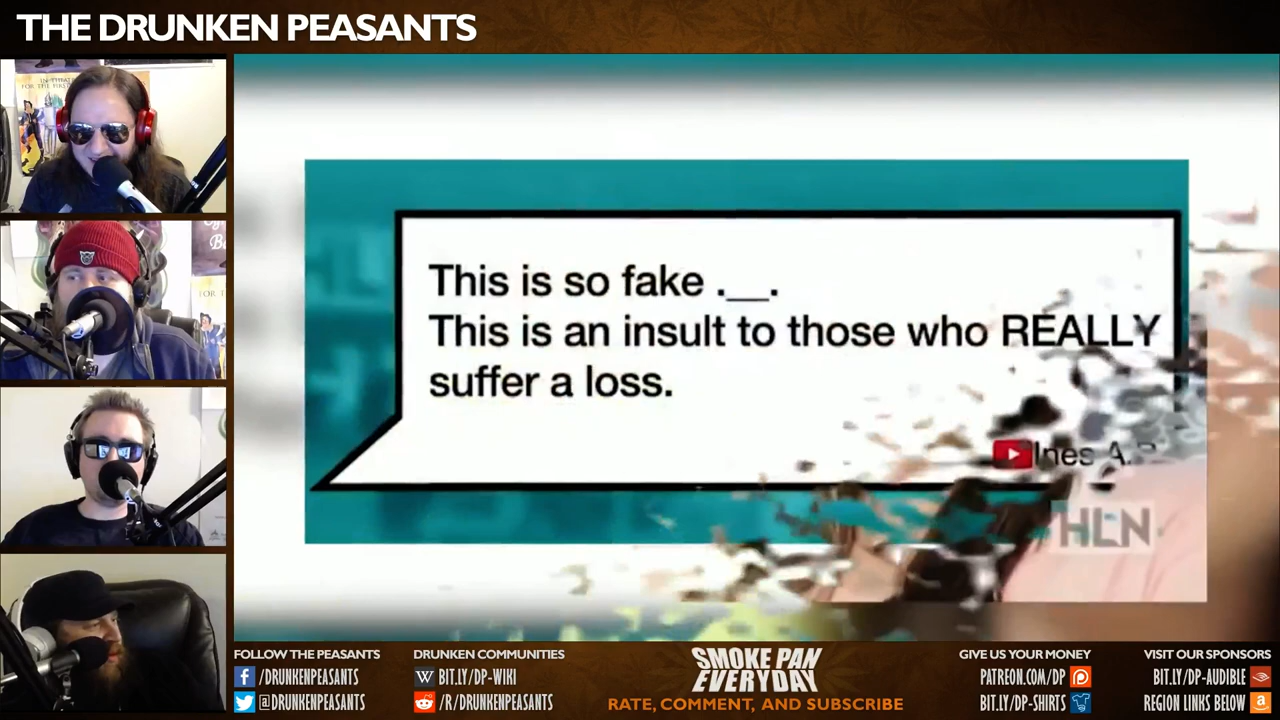 THE DRUNKEN PEASANTS
This is so fake .__.
This is an insult to those who REALLY
suffer a loss.
Ines A.
HLN
FOLLOW THE PEASANTS
/DRUNKENPEASANTS
@DRUNKENPEASANTS
DRUNKEN COMMUNITIES
BIT.LY/DP-WIKI
/R/DRUNKENPEASANTS
SMOKE PAN
EVERYDAY
RATE, COMMENT, AND SUBSCRIBE
GIVE US YOUR MONEY
PATREON.COM/DP
BIT.LY/DP-SHIRTS
VISIT OUR SPONSORS
BIT.LY/DP-AUDIBLE
REGION LINKS BELOW